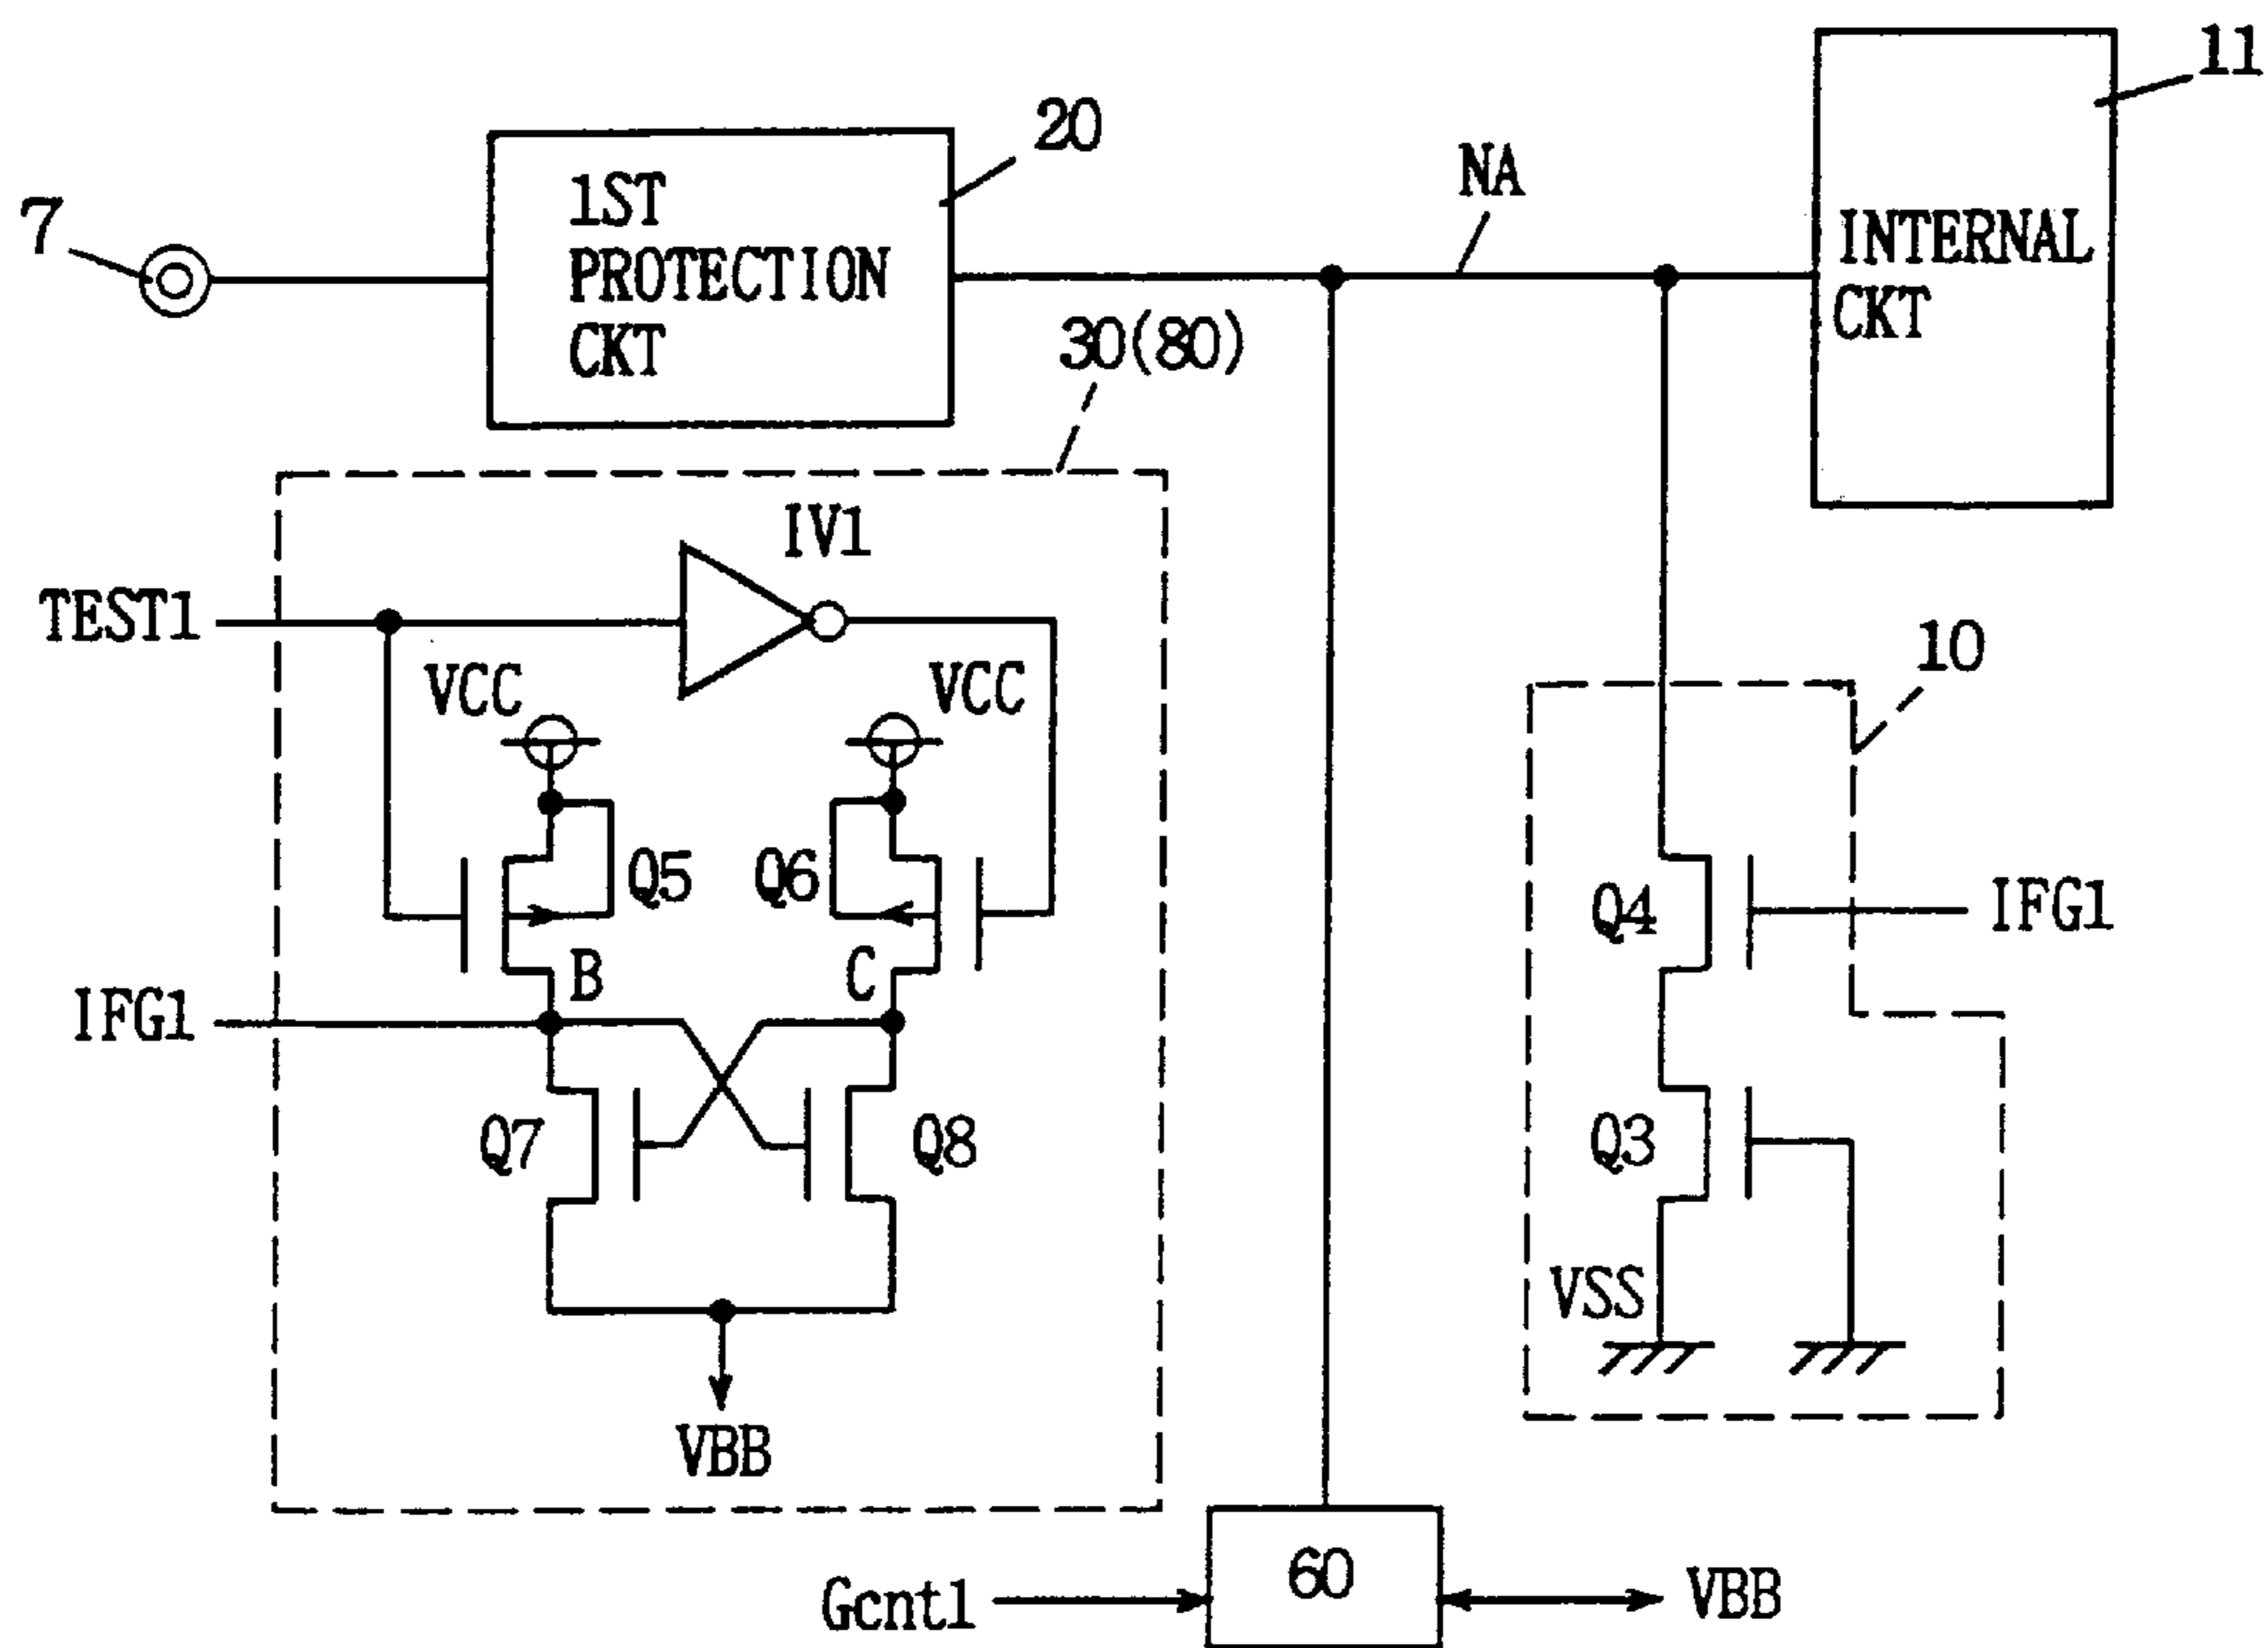 11
20
NA
7
1ST
PROTECTION
CKT
INTERNAL
CKT
30(80)
IV1
TEST1
VCC
VCC
10
Q5
Q6
Q4
IFG1
B
C
IFG1
Q7
Q8
Q3
VSS
VBB
60
Gcnt1
VBB